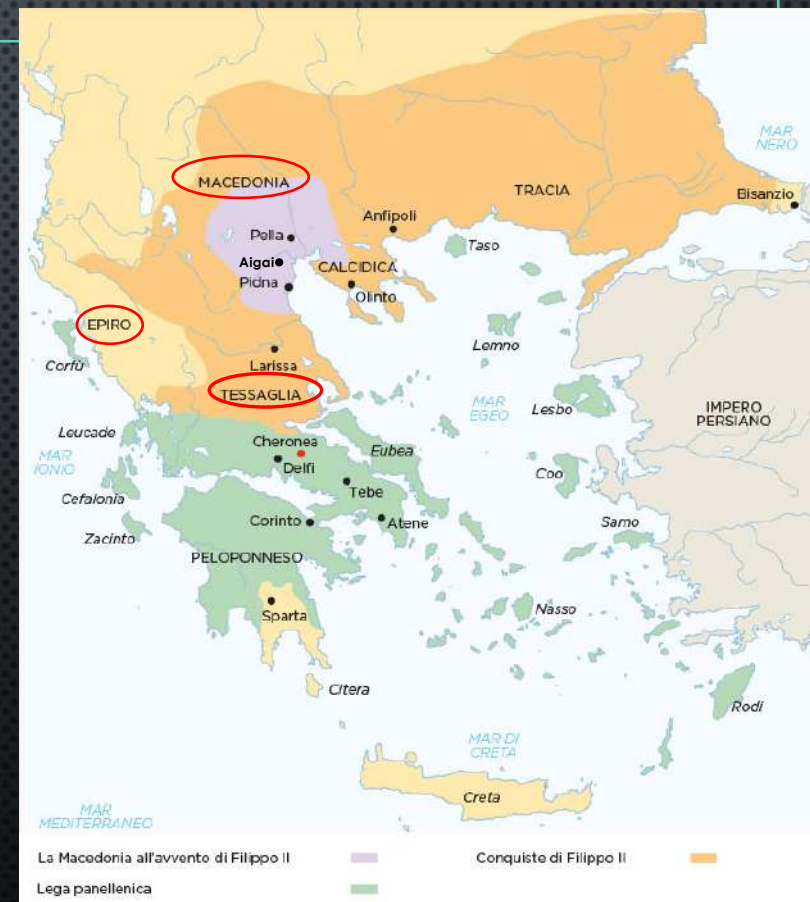 MAR
NERO
MACEDONIA
TRACIA
Bisanzio
Anfipoli
Pella
Taso
Aigai
CALCIDICA
Pidna
Olinto
EPIRO
Lemno
Corfù
Larissa
TESSAGLIA
MAR
EGEO
Lesbo
IMPERO
PERSIANO
Leucade
Cheronea
Eubea
MAR
IONIO
Delfi
Coo
Tebe
Cefalonia
Corinto
Atene
Samo
Zacinto
PELOPONNESO
Nasso
Sparta
Citera
Rodi
MAR DI
CRETA
Creta
MAR
MEDITERRANEO
La Macedonia all'avvento di Filippo II
Conquiste di Filippo II
Lega panellenica